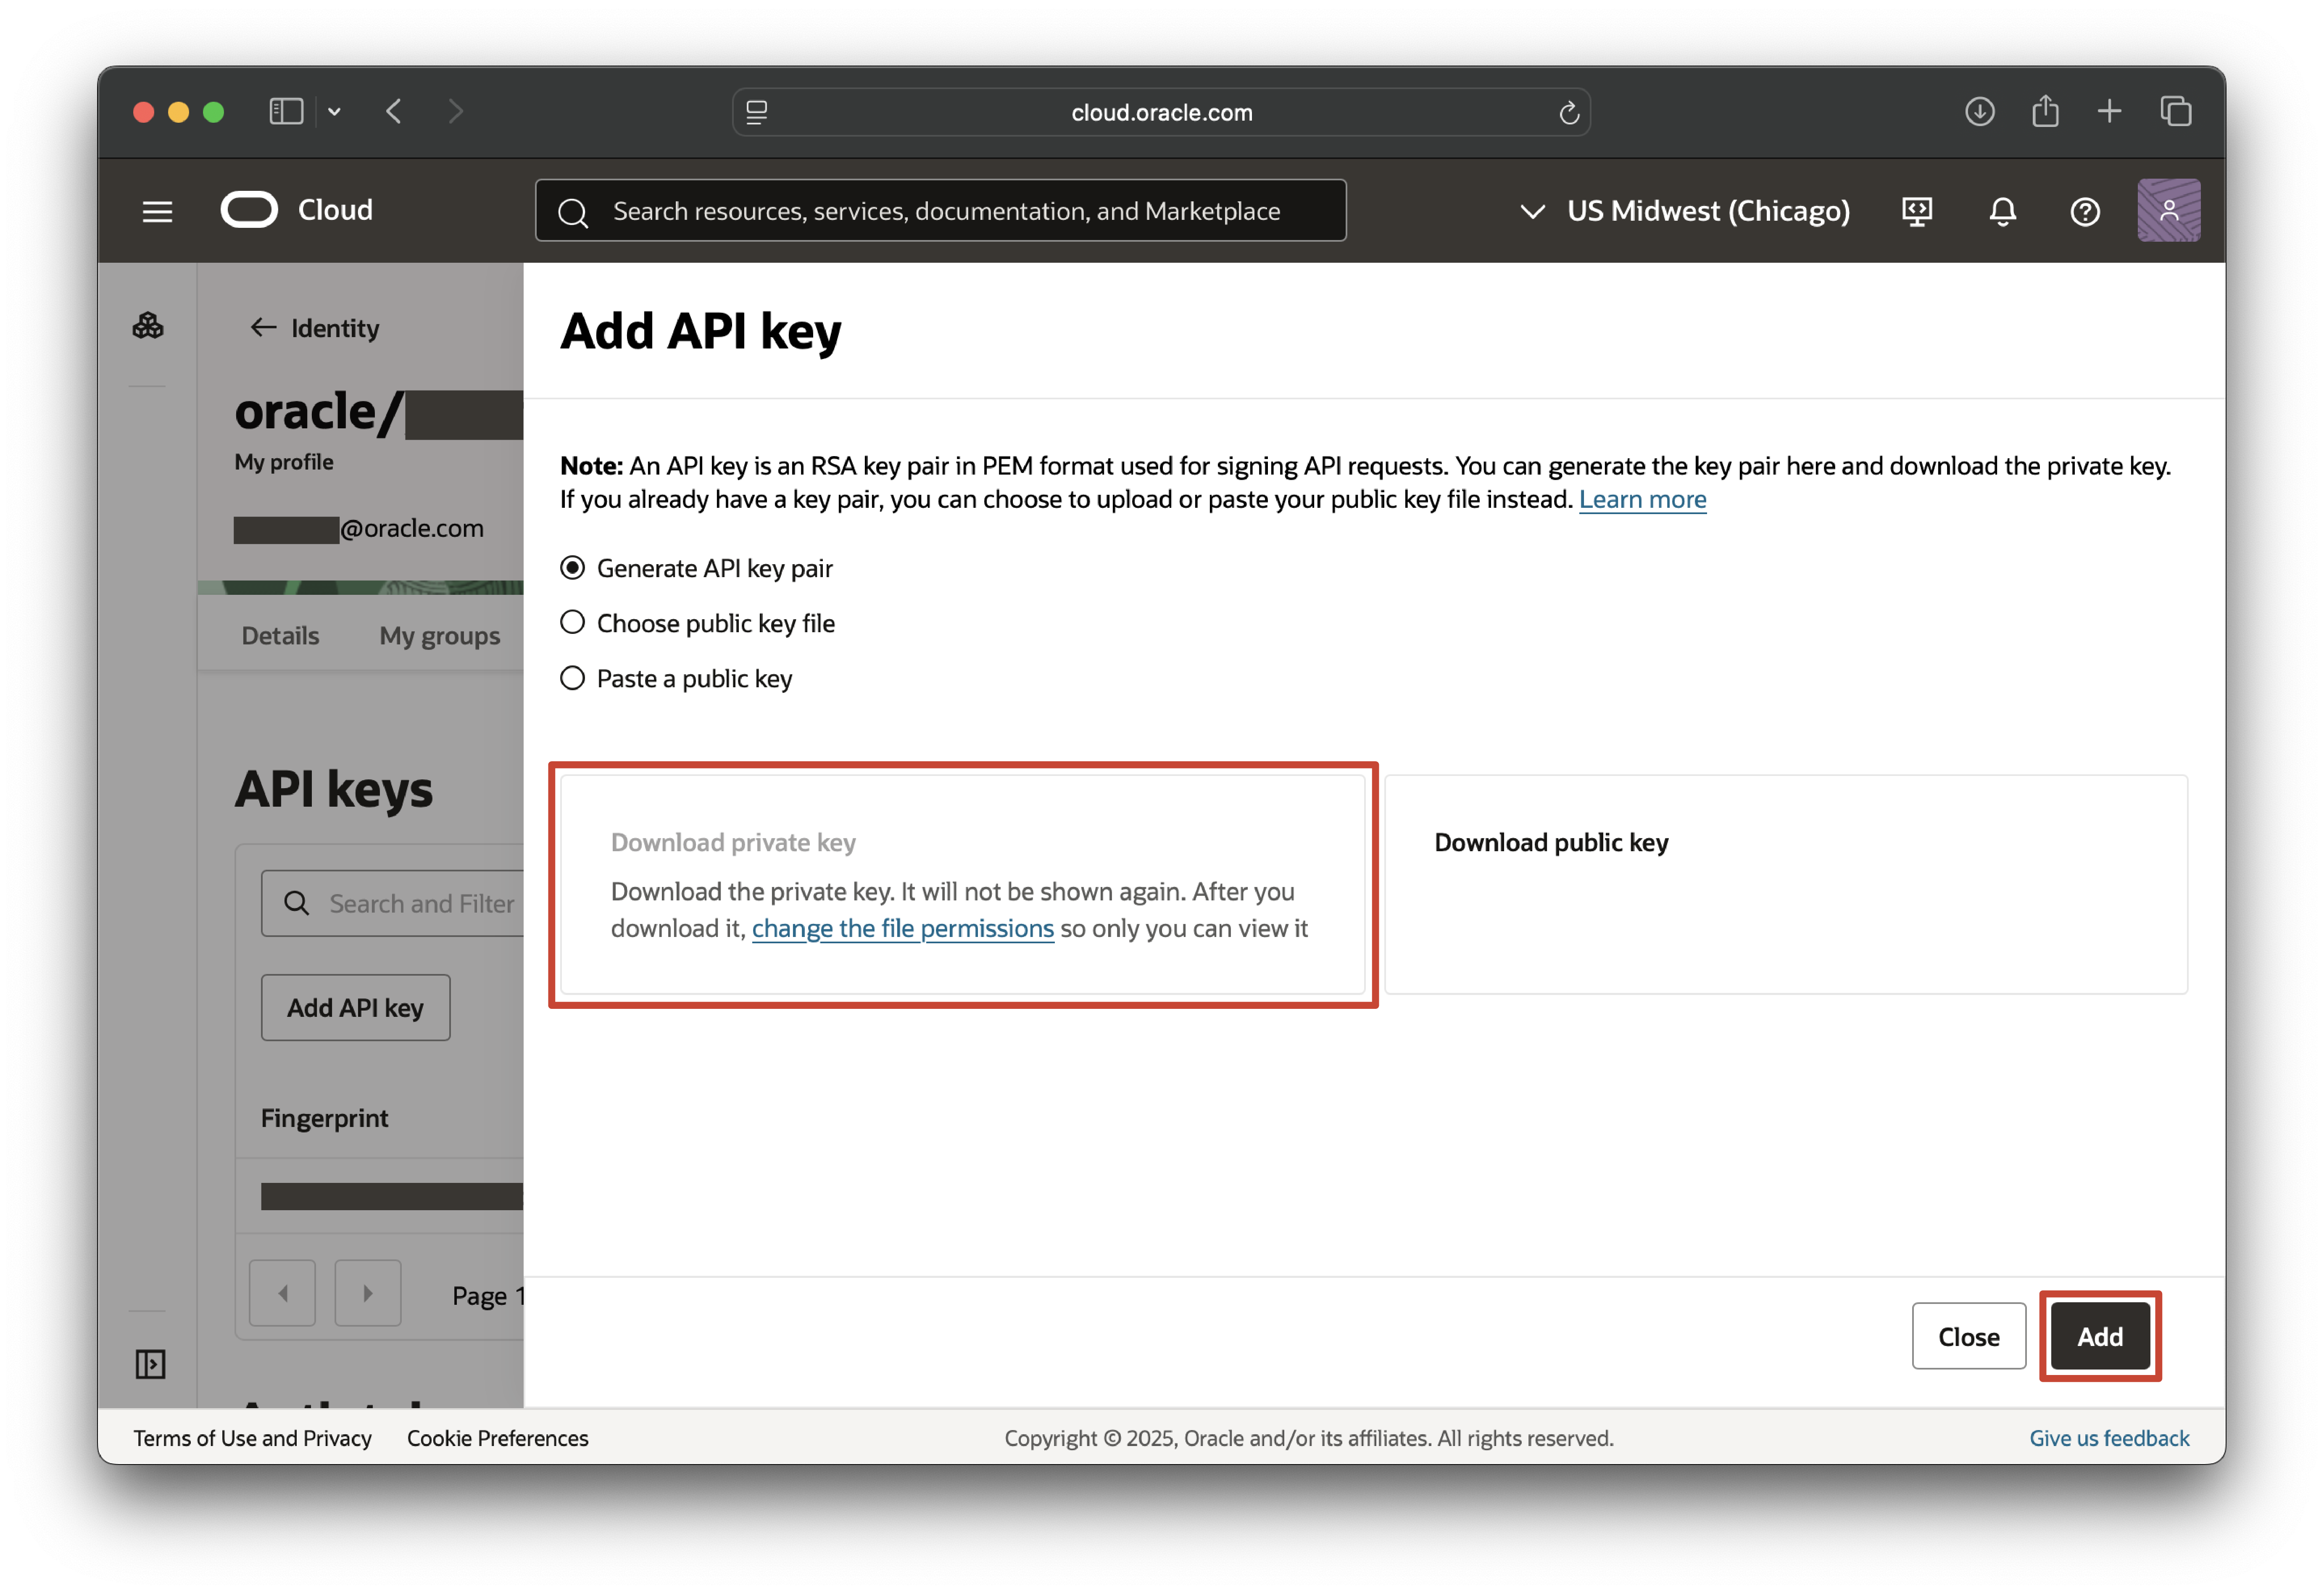 cloud.oracle.com
Cloud
Search resources, services, documentation, and Marketplace
US Midwest (Chicago)
Identity
oracle/
My profile
@oracle.com
Details
My groups
API keys
Search and Filter
Add API key
Fingerprint
Page 1
Add API key
Note: An API key is an RSA key pair in PEM format used for signing API requests. You can generate the key pair here and download the private key.
If you already have a key pair, you can choose to upload or paste your public key file instead. Learn more
Generate API key pair
Choose public key file
Paste a public key
Download private key
Download the private key. It will not be shown again. After you
download it, change the file permissions so only you can view it
Download public key
Close
Add
Terms of Use and Privacy
Cookie Preferences
Copyright © 2025, Oracle and/or its affiliates. All rights reserved.
Give us feedback